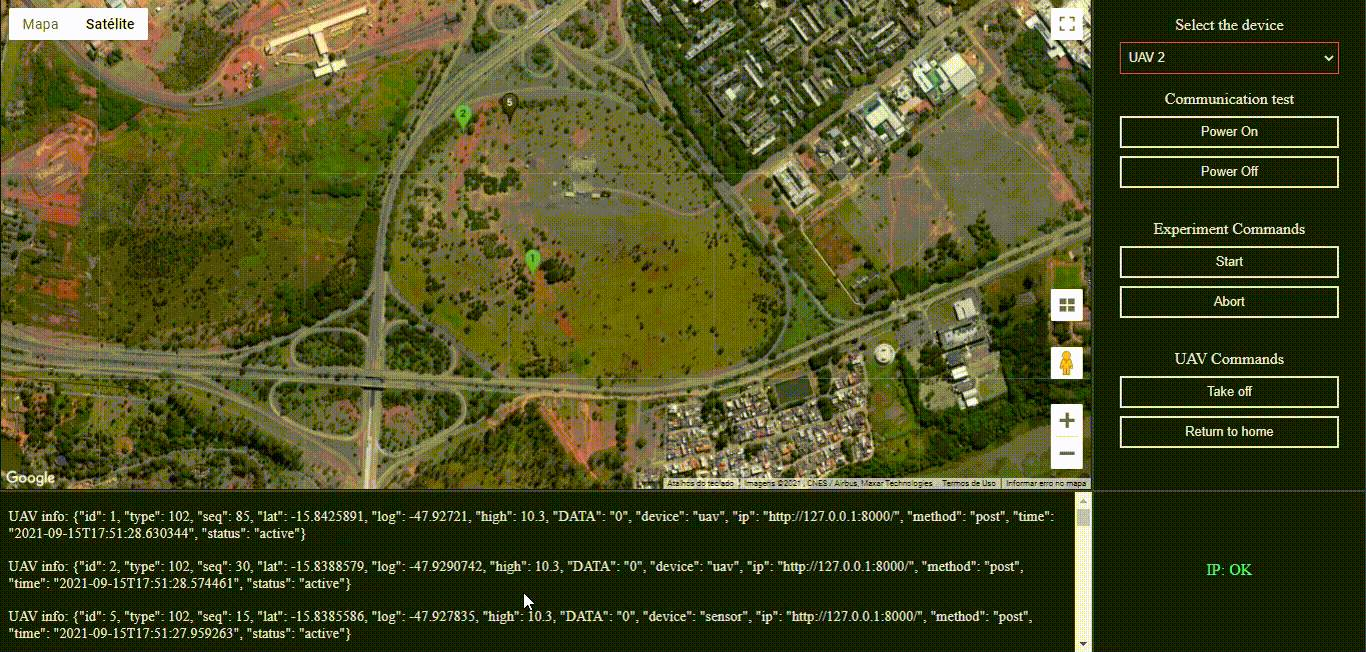 Mapa
Satélite
2
5
1
Google
Atalhos do teclado
Imagens ©2021 , CNES / Airbus, Maxar Technologies
Termos de Uso
Informar erro no mapa
Select the device
UAV 2
Communication test
Power On
Power Off
Experiment Commands
Start
Abort
UAV Commands
Take off
Return to home
UAV info: {"id": 1, "type": 102, "seq": 85, "lat": -15.8425891, "log": -47.92721, "high": 10.3, "DATA": "0", "device": "uav", "ip": "http://127.0.0.1:8000/", "method": "post", "time":
"2021-09-15T17:51:28.630344", "status": "active"}
UAV info: {"id": 2, "type": 102, "seq": 30, "lat": -15.8388579, "log": -47.9290742, "high": 10.3, "DATA": "0", "device": "uav", "ip": "http://127.0.0.1:8000/", "method": "post",
"time": "2021-09-15T17:51:28.574461", "status": "active"}
UAV info: {"id": 5, "type": 102, "seq": 15, "lat": -15.8385586, "log": -47.927835, "high": 10.3, "DATA": "0", "device": "sensor", "ip": "http://127.0.0.1:8000/", "method": "post",
"time": "2021-09-15T17:51:27.959263", "status": "active"}
IP: OK